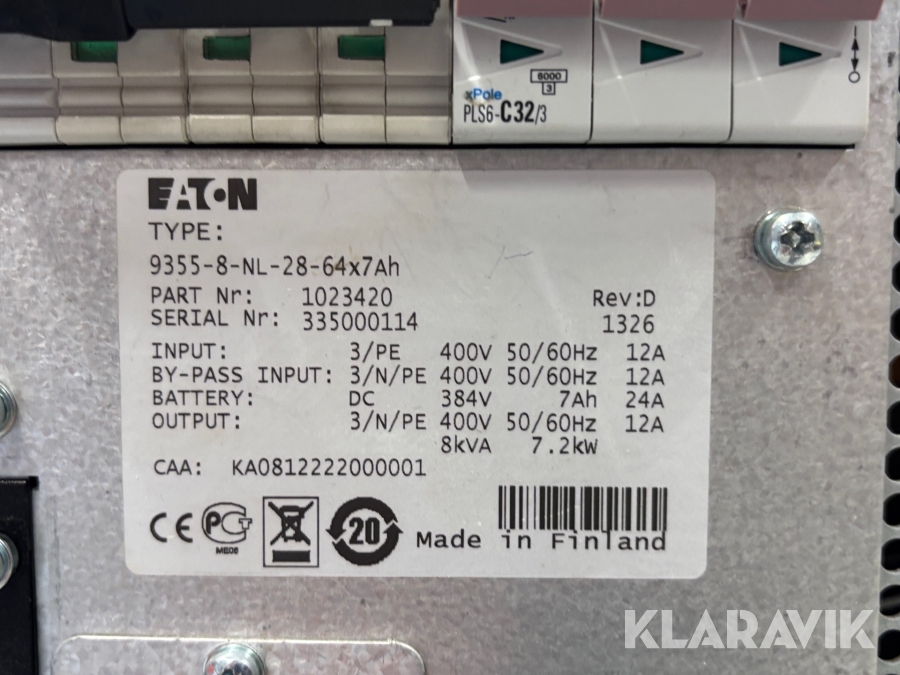 6000
3
xPole
PLS6-C32/3
EATON
TYPE:
9355-8-NL-28-64x7Ah
PART Nr: 1023420 Rev:D
SERIAL Nr: 335000114 1326
INPUT: 3/PE 400V 50/60Hz 12A
BY-PASS INPUT: 3/N/PE 400V 50/60Hz 12A
BATTERY: DC 384V 7Ah 24A
OUTPUT: 3/N/PE 400V 50/60Hz 12A
8kVA 7.2kW
CAA: KA0812222000001
CE PCT 20 Made in Finland
ME06
KLARAVIK